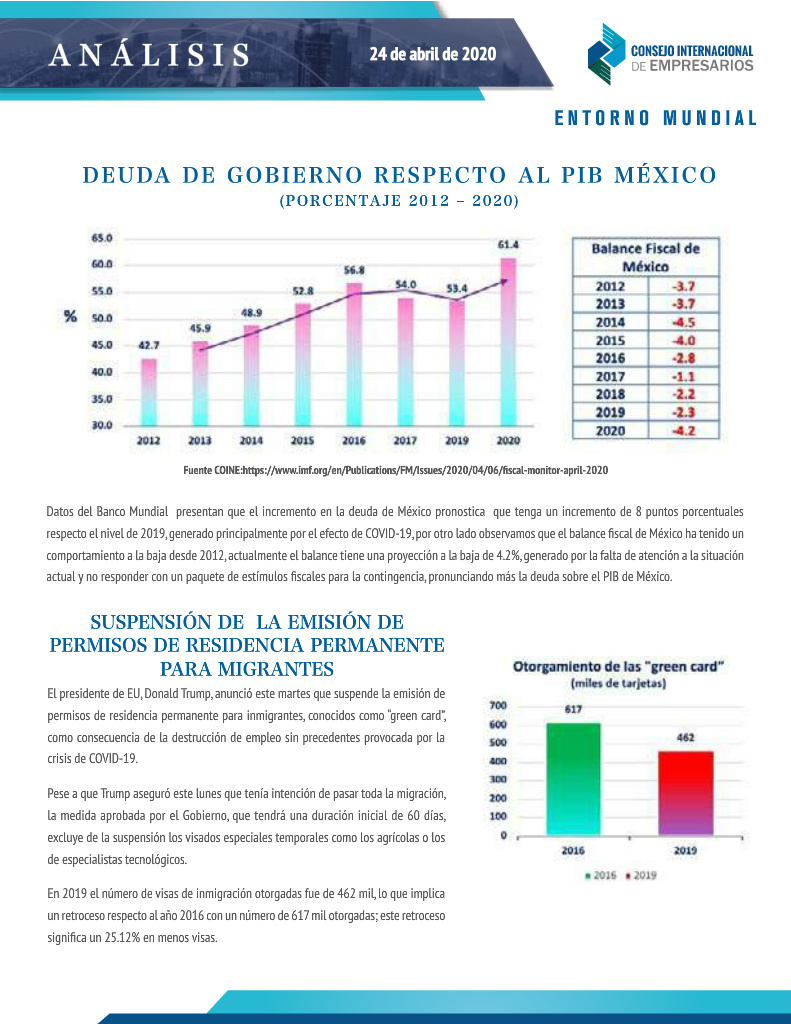 ANÁLISIS
24 de abril de 2020
CONSEJO INTERNACIONAL
DE EMPRESARIOS
ENTORNO MUNDIAL
DEUDA DE GOBIERNO RESPECTO AL PIB MÉXICO
(PORCENTAJE 2012 – 2020)
65.0
60.0
55.0
50.0
45.0
40.0
35.0
30.0
%
42.7
45.9
48.9
52.8
56.8
54.0
53.4
61.4
2012 2013 2014 2015 2016 2017 2019 2020
Balance Fiscal de
México
2012 -3.7
2013 -3.7
2014 -4.5
2015 -4.0
2016 -2.8
2017 -1.1
2018 -2.2
2019 -2.3
2020 -4.2
Fuente COINE:https://www.imf.org/en/Publications/FM/Issues/2020/04/06/fiscal-monitor-april-2020
Datos del Banco Mundial presentan que el incremento en la deuda de México pronostica que tenga un incremento de 8 puntos porcentuales
respecto el nivel de 2019, generado principalmente por el efecto de COVID-19, por otro lado observamos que el balance fiscal de México ha tenido un
comportamiento a la baja desde 2012, actualmente el balance tiene una proyección a la baja de 4.2%, generado por la falta de atención a la situación
actual y no responder con un paquete de estímulos fiscales para la contingencia, pronunciando más la deuda sobre el PIB de México.
SUSPENSIÓN DE LA EMISIÓN DE
PERMISOS DE RESIDENCIA PERMANENTE
PARA MIGRANTES
El presidente de EU, Donald Trump, anunció este martes que suspende la emisión de
permisos de residencia permanente para inmigrantes, conocidos como “green card”,
como consecuencia de la destrucción de empleo sin precedentes provocada por la
crisis de COVID-19.
Pese a que Trump aseguró este lunes que tenía intención de pasar toda la migración,
la medida aprobada por el Gobierno, que tendrá una duración inicial de 60 días,
excluye de la suspensión los visados especiales temporales como los agrícolas o los
de especialistas tecnológicos.
En 2019 el número de visas de inmigración otorgadas fue de 462 mil, lo que implica
un retroceso respecto al año 2016 con un número de 617 mil otorgadas; este retroceso
significa un 25.12% en menos visas.
Otorgamiento de las "green card"
(miles de tarjetas)
700
600
500
400
300
200
100
0
617
462
2016 2019
2016 2019